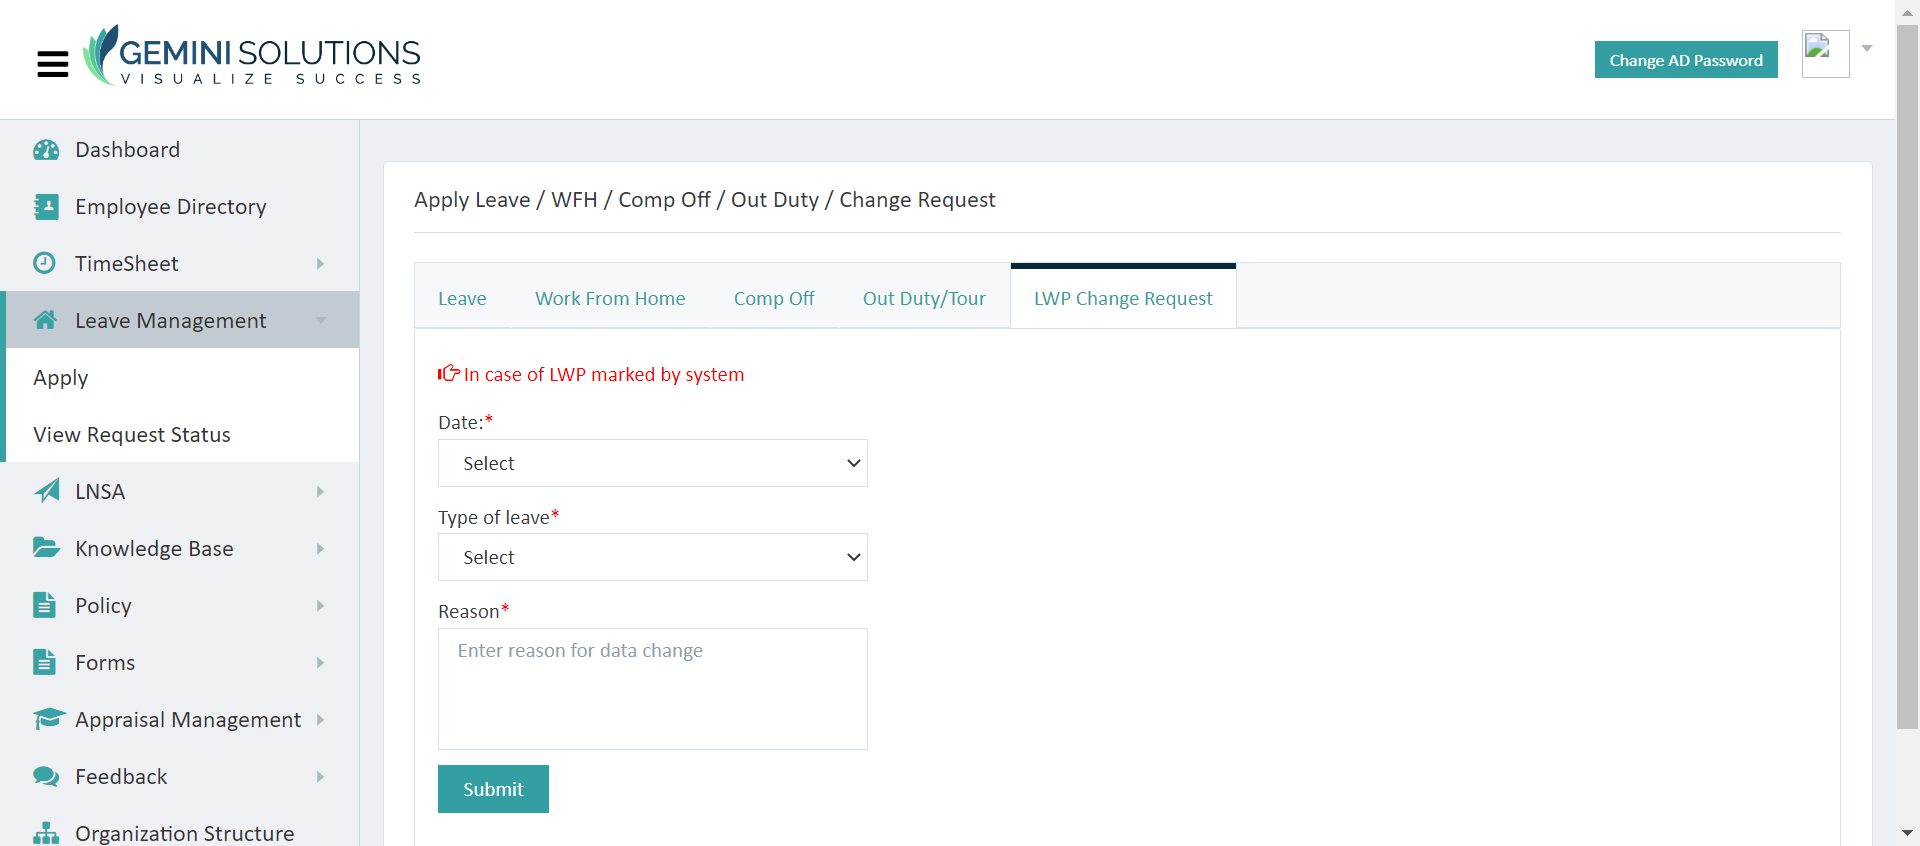 GEMINI SOLUTIONS
VISUALIZE SUCCESS
Change AD Password
Dashboard
Employee Directory
TimeSheet
Leave Management
Apply
View Request Status
LNSA
Knowledge Base
Policy
Forms
Appraisal Management
Feedback
Organization Structure
Apply Leave / WFH / Comp Off / Out Duty / Change Request
Leave Work From Home Comp Off Out Duty/Tour LWP Change Request
In case of LWP marked by system
Date:*
Select
Type of leave*
Select
Reason*
Enter reason for data change
Submit